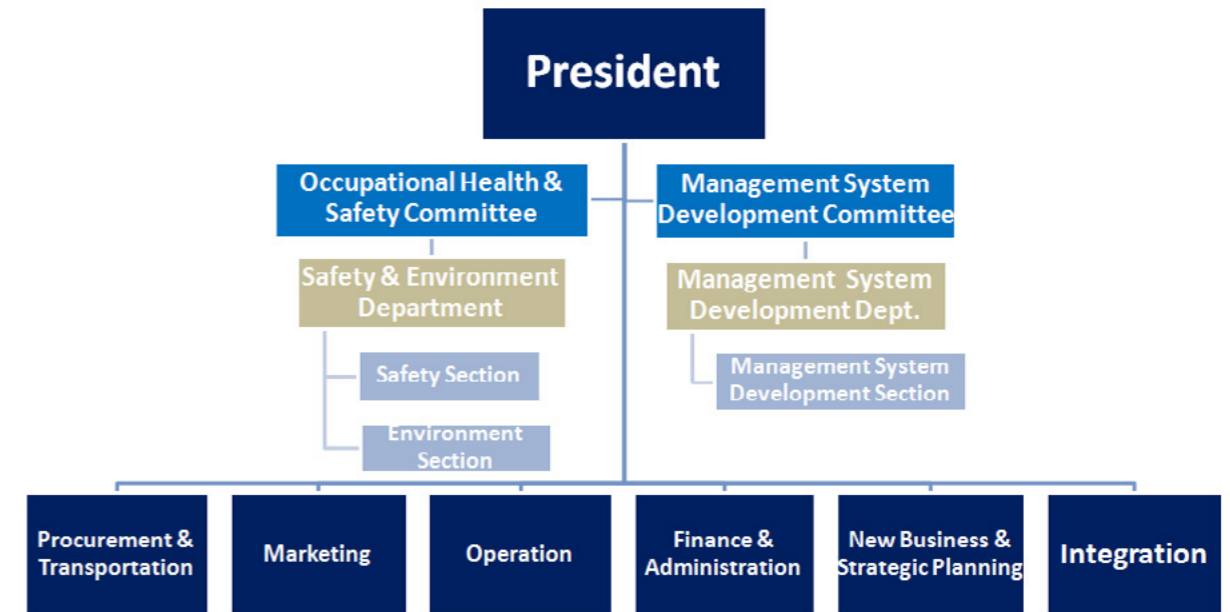 President
Occupational Health &
Safety Committee
Management System
Development Committee
Safety & Environment
Department
Management System
Development Dept.
Safety Section
Management System
Development Section
Environment
Section
Procurement &
Transportation
Marketing
Operation
Finance &
Administration
New Business &
Strategic Planning
Integration